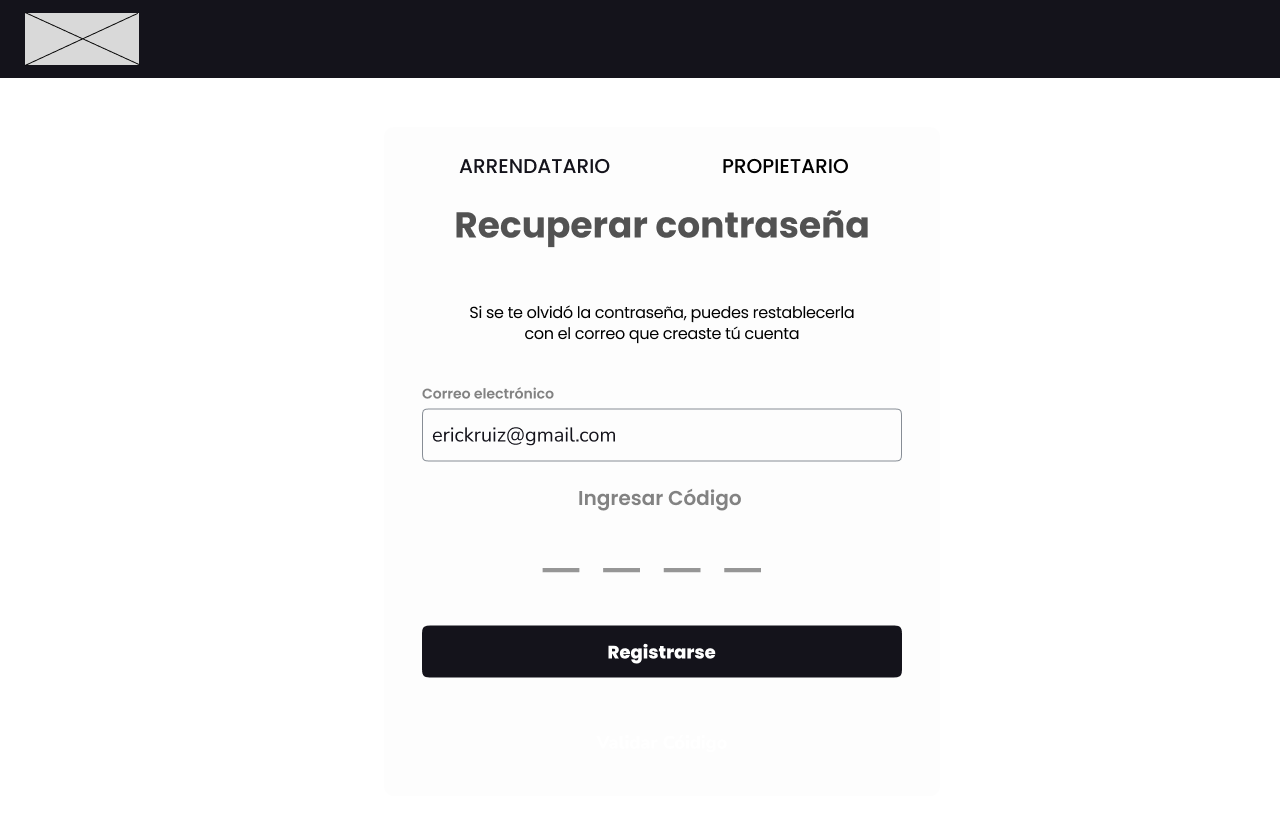 ARRENDATARIO
PROPIETARIO
Recuperar contraseña
Si se te olvidó la contraseña, puedes restablecerla
con el correo que creaste tú cuenta
Correo electrónico
erickruiz@gmail.com
Ingresar Código
Registrarse